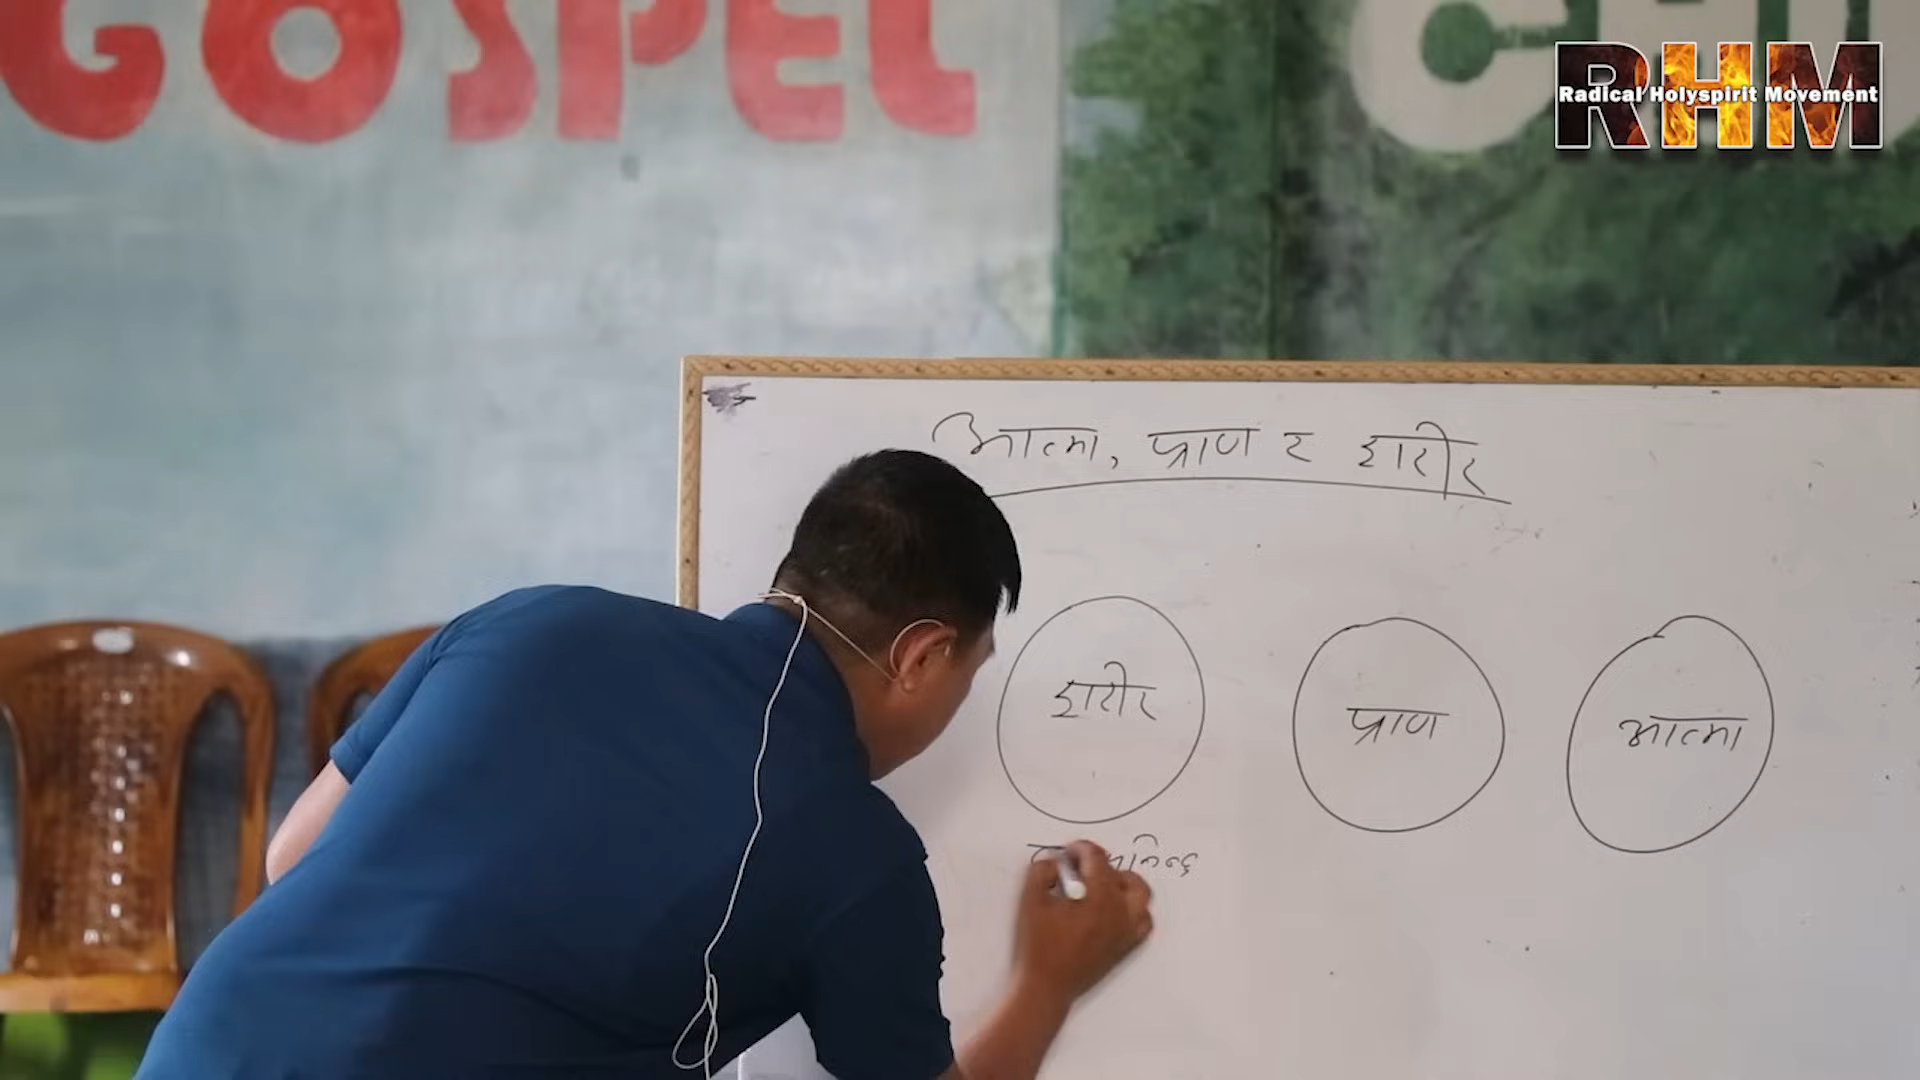 GOSPEL
RHM
Radical Holyspirit Movement
आत्मा, प्राण र शरीर
शरीर
प्राण
आत्मा